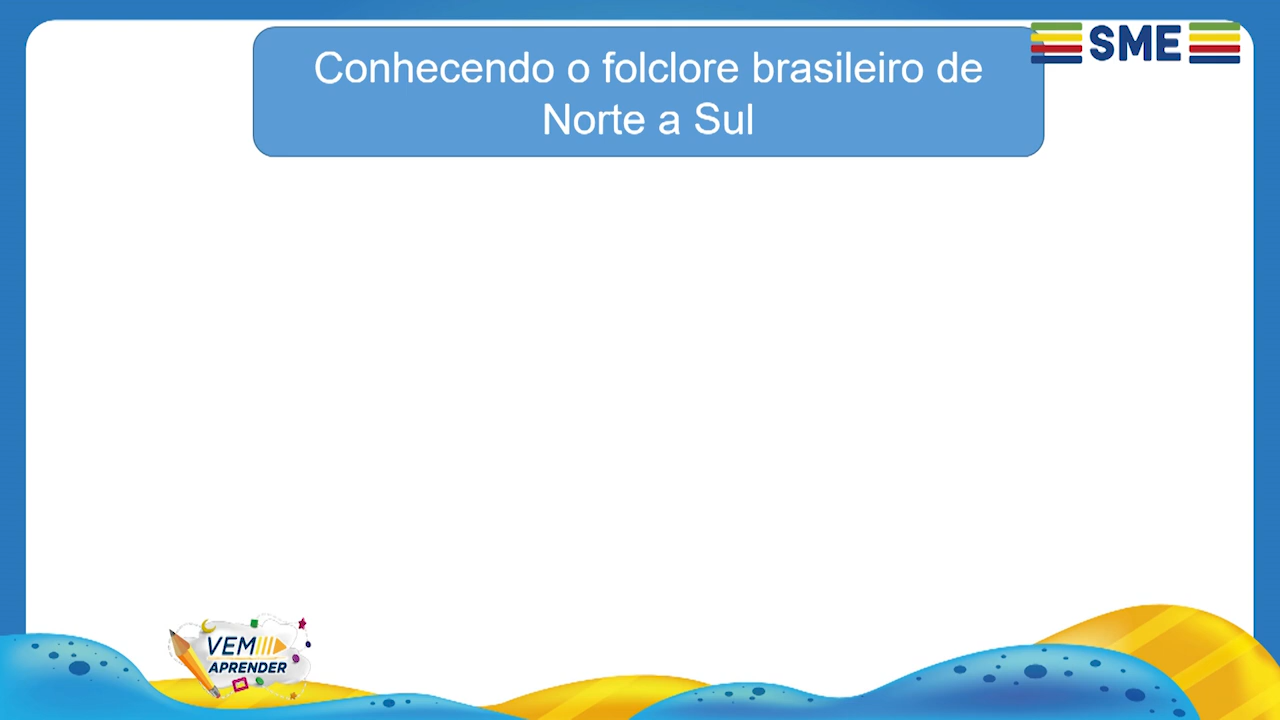 Conhecendo o folclore brasileiro de
Norte a Sul
SME
VEM
APRENDER